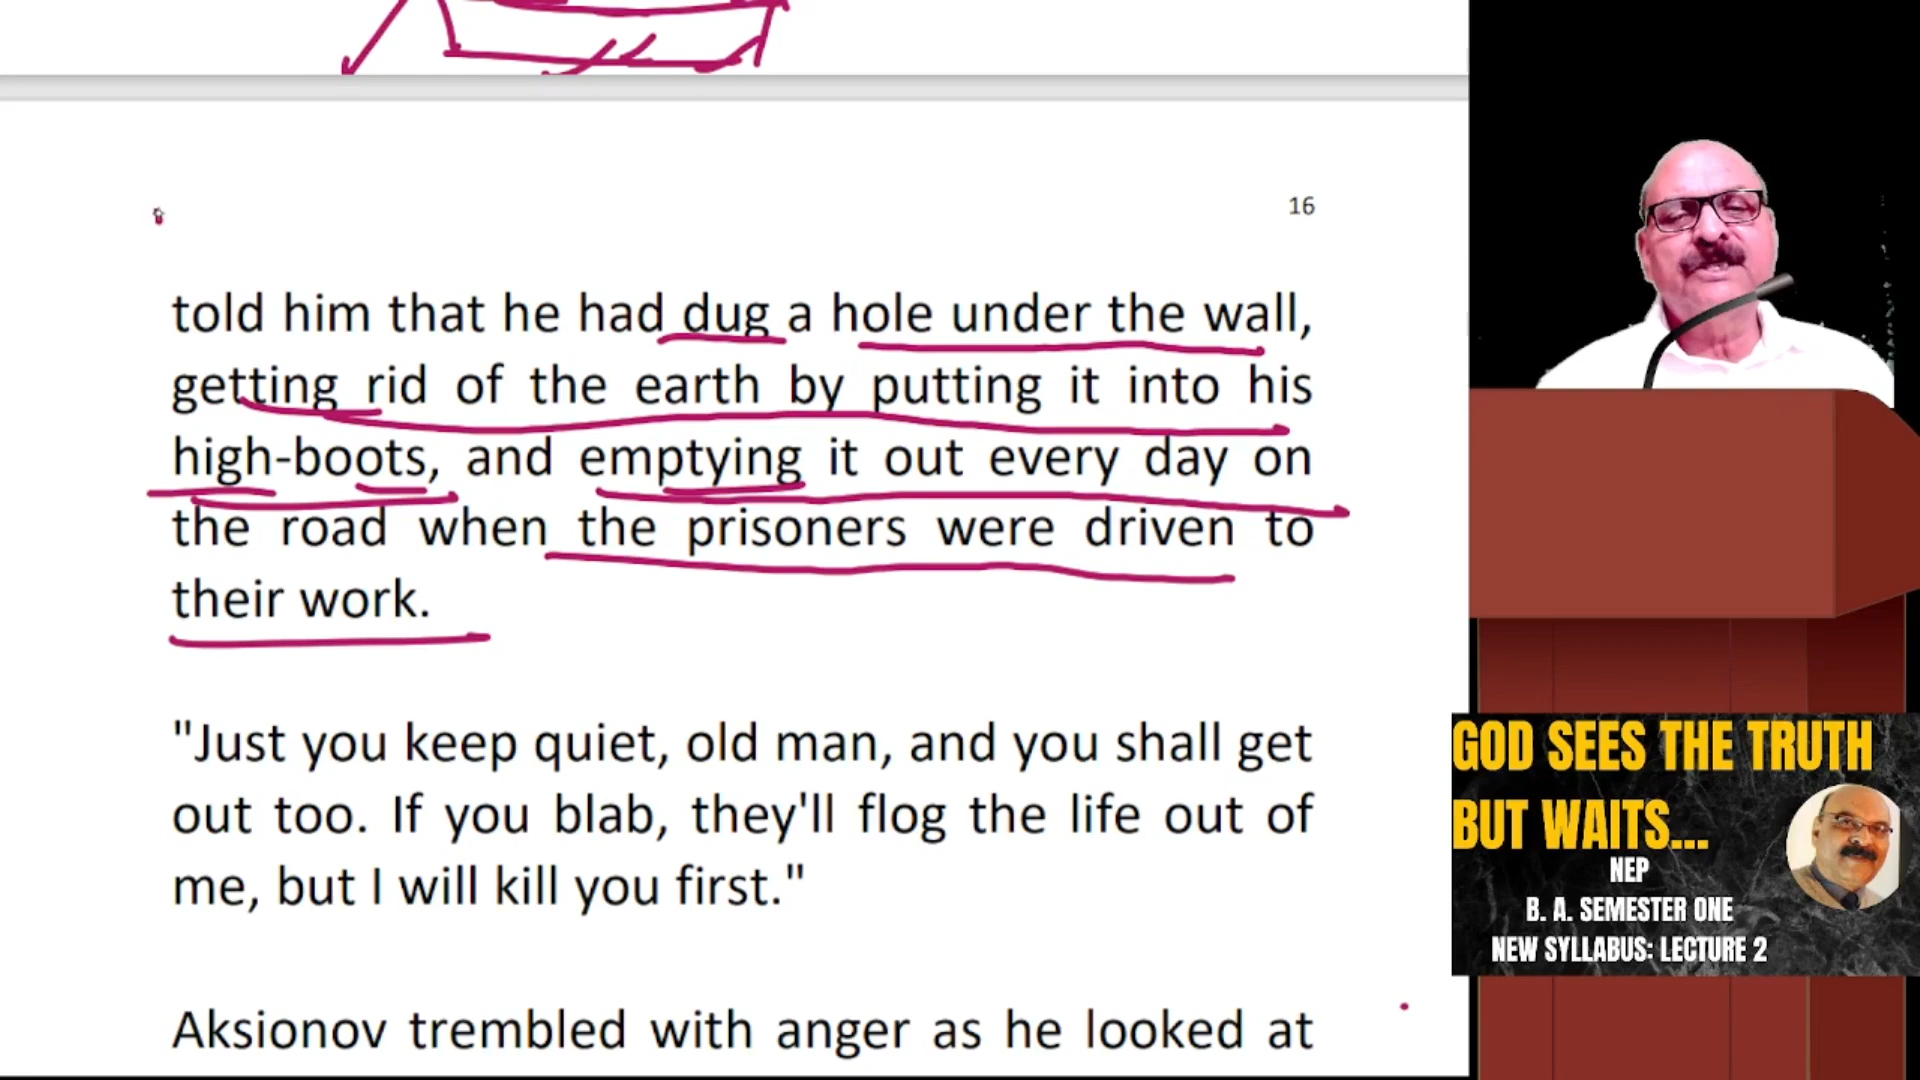 16
told him that he had dug a hole under the wall,
getting rid of the earth by putting it into his
high-boots, and emptying it out every day on
the road when the prisoners were driven to
their work.
"Just you keep quiet, old man, and you shall get
out too. If you blab, they'll flog the life out of
me, but I will kill you first."
Aksionov trembled with anger as he looked at
GOD SEES THE TRUTH
BUT WAITS...
NEP
B. A. SEMESTER ONE
NEW SYLLABUS: LECTURE 2